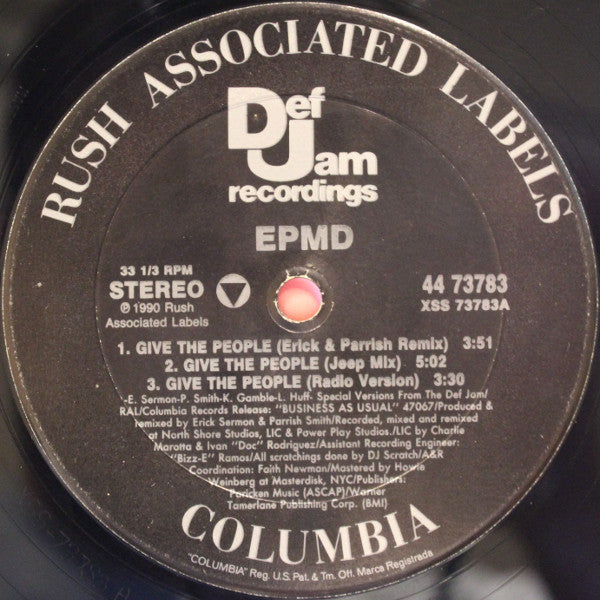 RUSH ASSOCIATED LABELS
Def
Jam
recordings
EPMD
33 1/3 RPM
STEREO
℗ 1990 Rush
Associated Labels
44 73783
XSS 73783A
1. GIVE THE PEOPLE (Erick & Parrish Remix) 3:51
2. GIVE THE PEOPLE (Jeep Mix) 5:02
3. GIVE THE PEOPLE (Radio Version) 3:30
-E. Sermon-P. Smith-K. Gamble-L. Huff- Special Versions From The Def Jam/
RAL/Columbia Records Release: "BUSINESS AS USUAL" 47067/Produced &
remixed by Erick Sermon & Parrish Smith/Recorded, mixed and remixed
at North Shore Studios, LIC & Power Play Studios./LIC by Charlie
Marotta & Ivan "Doc" Rodriguez/Assistant Recording Engineer:
"Bizz-E" Ramos/All scratchings done by DJ Scratch/A&R
Coordination: Faith Newman/Mastered by Howie
Weinberg at Masterdisk, NYC/Publishers:
Paricken Music (ASCAP)/Warner
Tamerlane Publishing Corp. (BMI)
COLUMBIA
"COLUMBIA" Reg. U.S. Pat. & Tm. Off. Marca Registrada